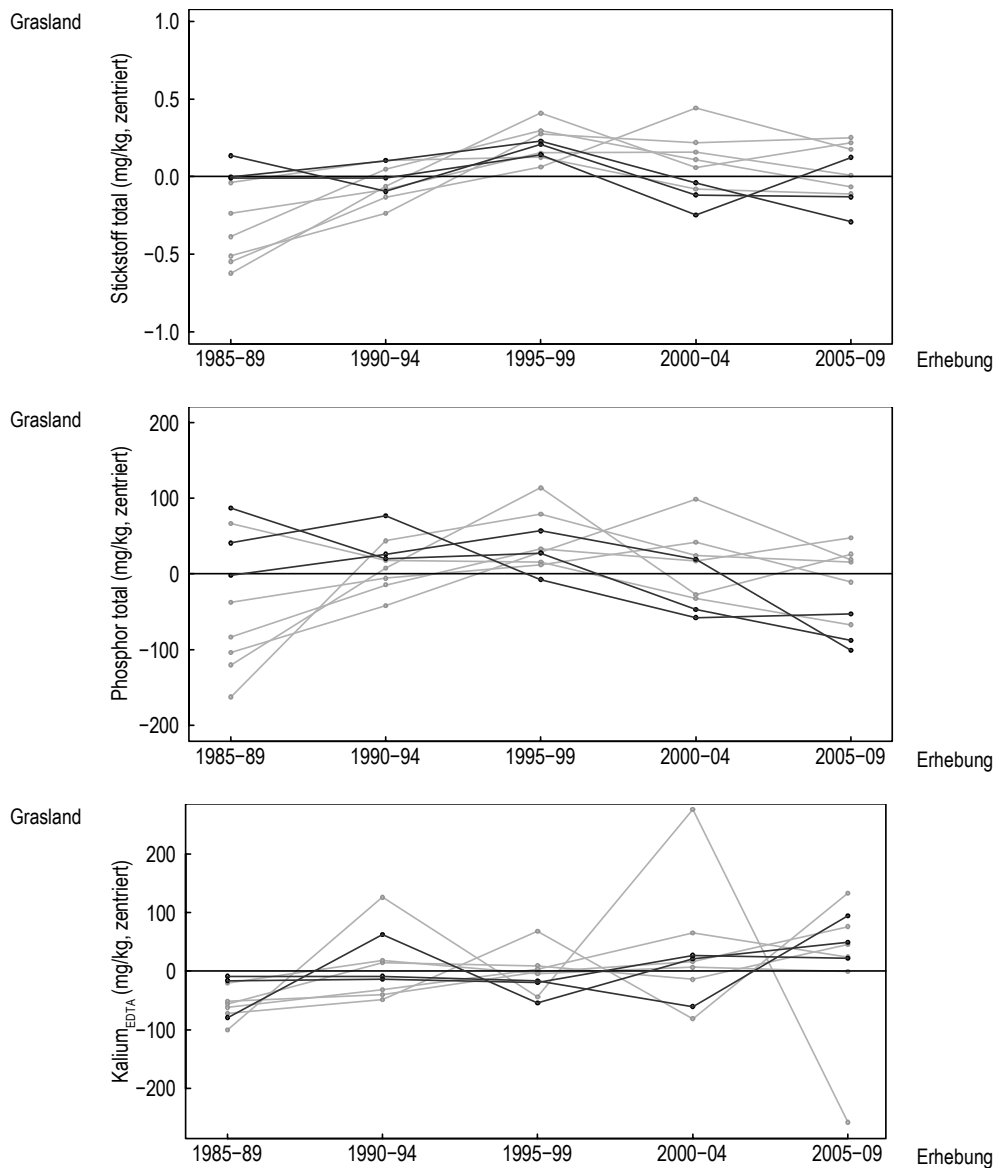 Grasland
Stickstoff total (mg/kg, zentriert)
1.0
0.5
0.0
−0.5
−1.0
1985−89 1990−94 1995−99 2000−04 2005−09 Erhebung
Grasland
Phosphor total (mg/kg, zentriert)
200
100
0
−100
−200
1985−89 1990−94 1995−99 2000−04 2005−09 Erhebung
Grasland
Kalium EDTA (mg/kg, zentriert)
200
100
0
−100
−200
1985−89 1990−94 1995−99 2000−04 2005−09 Erhebung